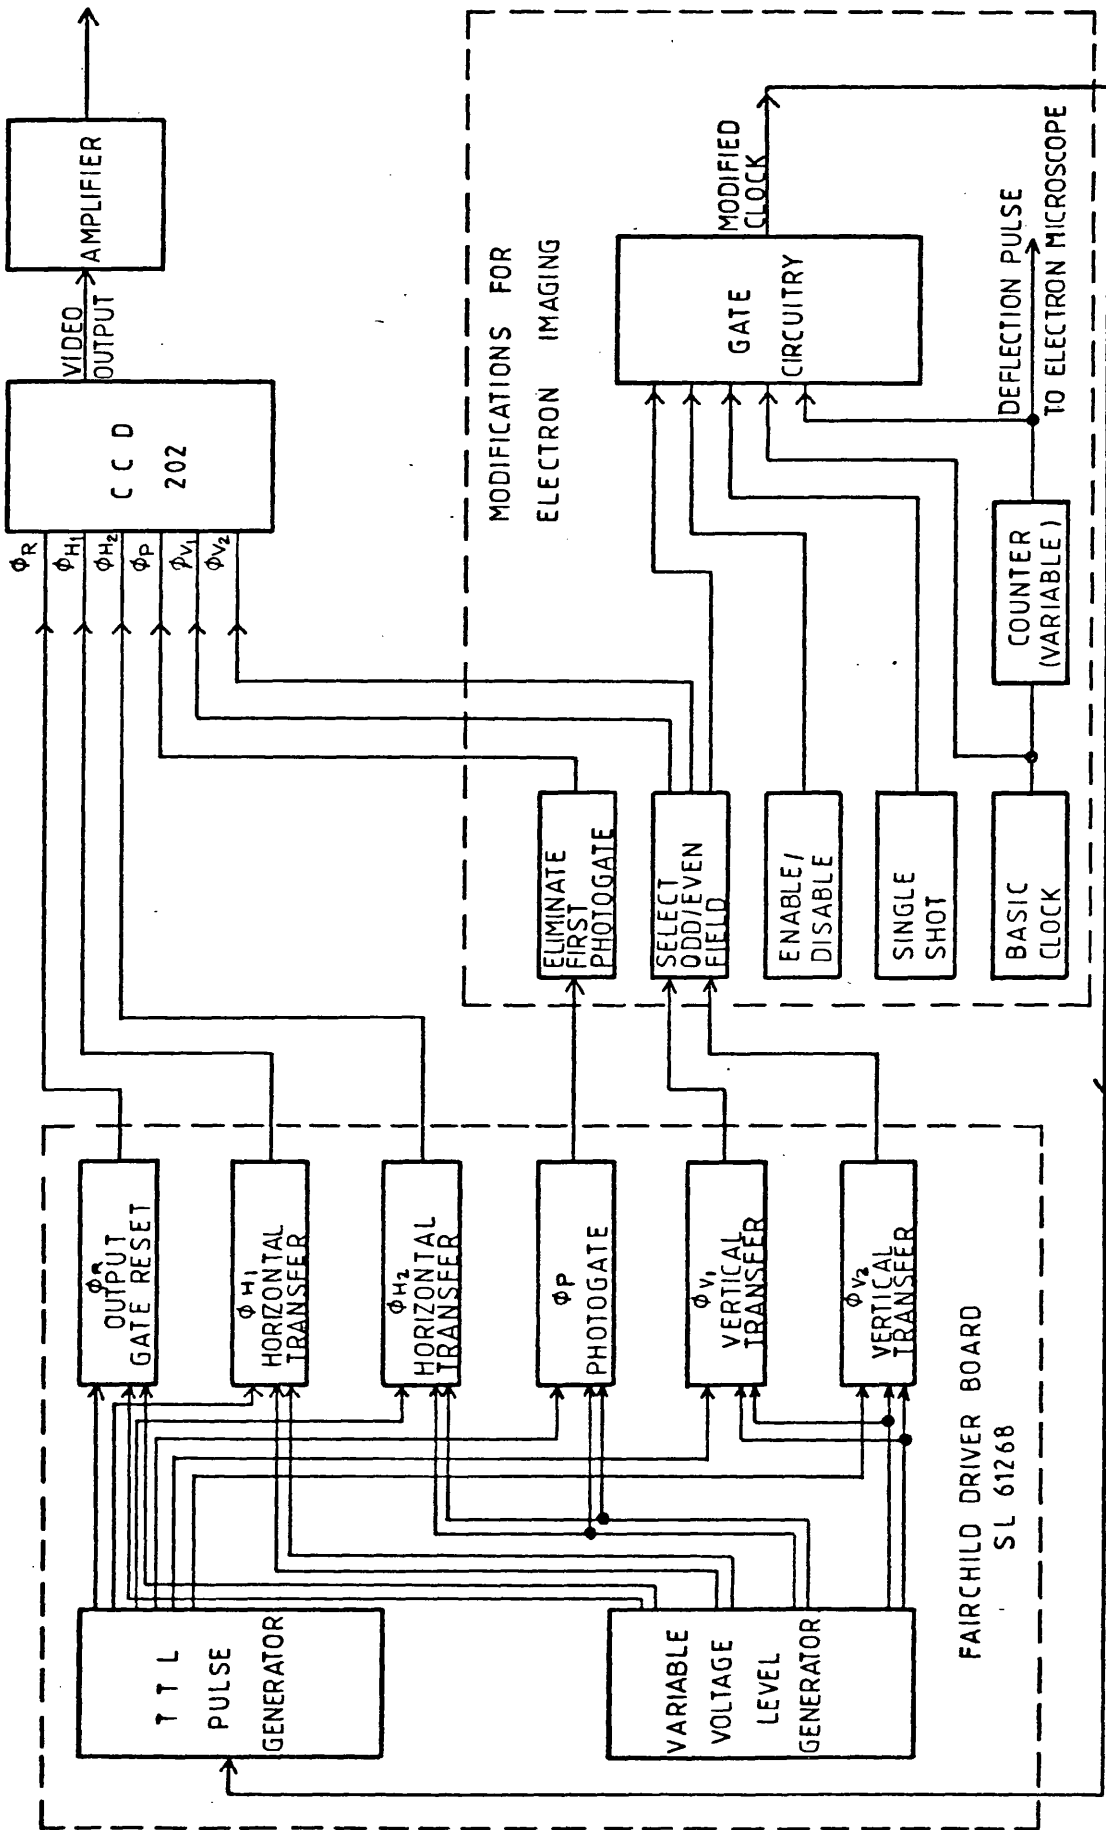 AMPLIFIER
VIDEO
OUTPUT
C C D
202
ΦR
ΦH1
ΦH2
ΦP
ΦV1
ΦV2
MODIFICATIONS FOR
ELECTRON IMAGING
MODIFIED
CLOCK
GATE
CIRCUITRY
DEFLECTION PULSE
TO ELECTRON MICROSCOPE
COUNTER
(VARIABLE)
ELIMINATE
FIRST
PHOTOGATE
SELECT
ODD/EVEN
FIELD
ENABLE/
DISABLE
SINGLE
SHOT
BASIC
CLOCK
ΦR
OUTPUT
GATE RESET
ΦH1
HORIZONTAL
TRANSFER
ΦH2
HORIZONTAL
TRANSFER
ΦP
PHOTOGATE
ΦV1
VERTICAL
TRANSFER
ΦV2
VERTICAL
TRANSFER
T T L
PULSE
GENERATOR
VARIABLE
VOLTAGE
LEVEL
GENERATOR
FAIRCHILD DRIVER BOARD
SL 61268